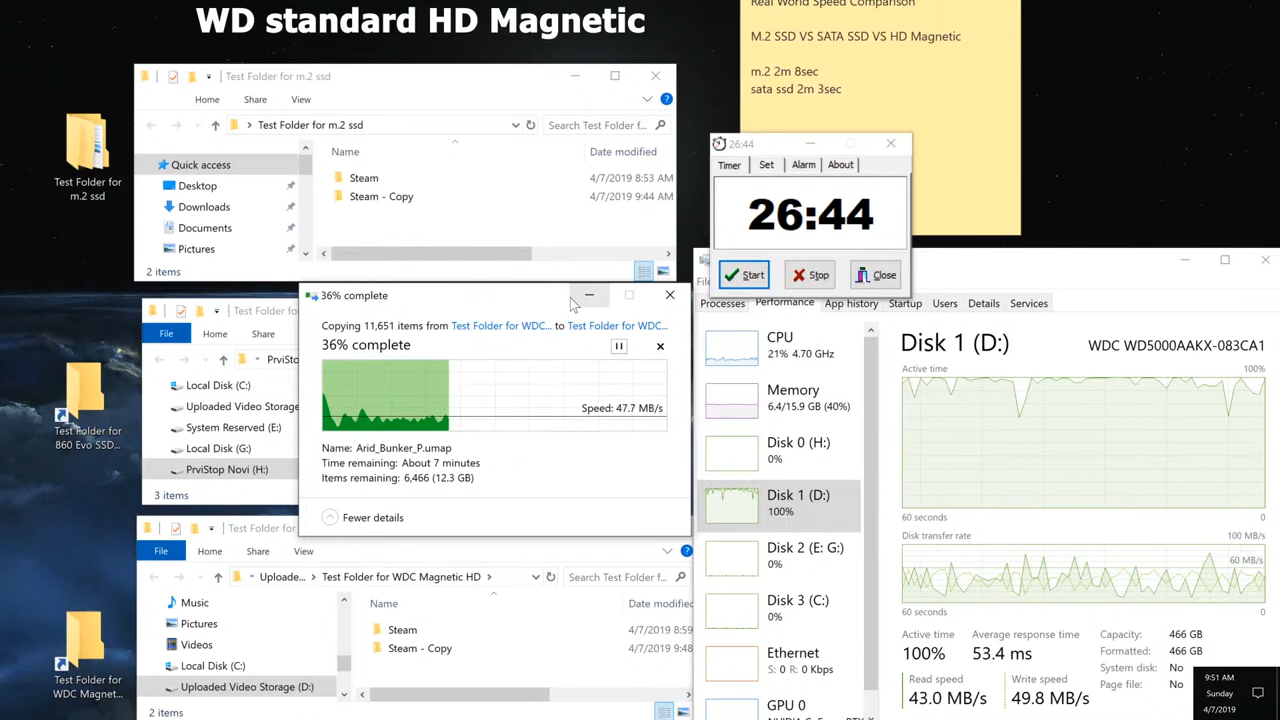 WD standard HD Magnetic
Real World Speed Comparison
M.2 SSD VS SATA SSD VS HD Magnetic
m.2 2m 8sec
sata ssd 2m 3sec
Test Folder for m.2 ssd
Home Share View
Test Folder for m.2 ssd
Search Test f...
Name Date modified
Quick access
Desktop
Downloads
Documents
Pictures
Steam 4/7/2019 8:53 AM
Steam - Copy 4/7/2019 9:44 AM
2 items
Test Folder for
m.2 ssd
Test Folder for
860 Evo SSD...
Test Folder for
WDC Magnet...
26:44
Timer Set Alarm About
26:44
Start Stop Close
Test Fold
File Home Share
PrviS
Local Disk (C:)
Uploaded Video Storage
System Reserved (E:)
Local Disk (G:)
PrviStop Novi (H:)
3 items
36% complete
Copying 11,651 items from Test Folder for WDC... to Test Folder for WDC...
36% complete
Speed: 47.7 MB/s
Name: Arid_Bunker_P.umap
Time remaining: About 7 minutes
Items remaining: 6,466 (12.3 GB)
Fewer details
Test Folder for
File Home Share View
Uploade... Test Folder for WDC Magnetic HD
Search Test f...
Name Date modified
Music
Pictures
Videos
Local Disk (C:)
Uploaded Video Storage (D:)
Steam 4/7/2019 8:59
Steam - Copy 4/7/2019 9:48
2 items
Processes Performance App history Startup Users Details Services
CPU
21% 4.70 GHz
Memory
6.4/15.9 GB (40%)
Disk 0 (H:)
0%
Disk 1 (D:)
100%
Disk 2 (E: G:)
0%
Disk 3 (C:)
0%
Ethernet
S: 0 R: 0 Kbps
GPU 0
Disk 1 (D:) WDC WD5000AAKX-083CA1
Active time 100%
60 seconds 0
Disk transfer rate 100 MB/s
60 MB/s
60 seconds 0
Active time
100%
Average response time
53.4 ms
Read speed
43.0 MB/s
Write speed
49.8 MB/s
Capacity: 466 GB
Formatted: 466 GB
System disk: No
Page file: No
9:51 AM
Sunday
4/7/2019